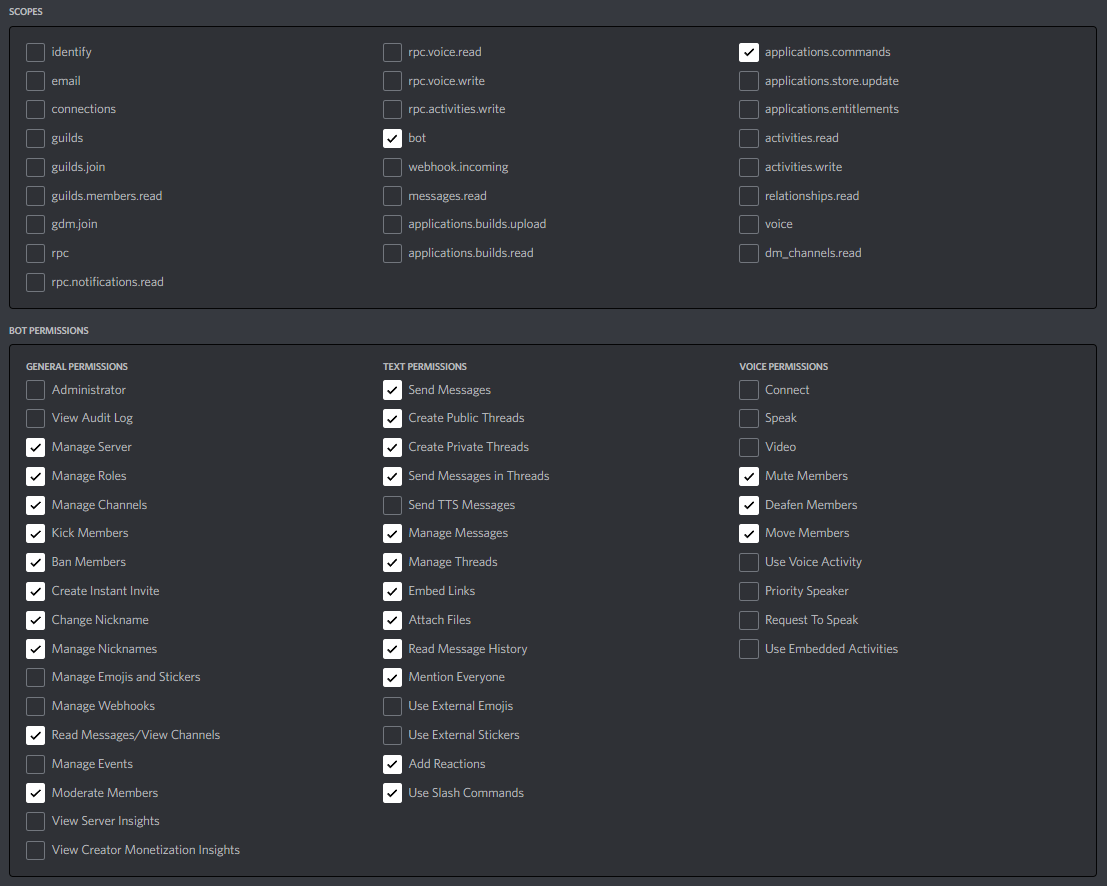 SCOPES
identify
email
connections
guilds
guilds.join
guilds.members.read
gdm.join
rpc
rpc.notifications.read
rpc.voice.read
rpc.voice.write
rpc.activities.write
bot
webhook.incoming
messages.read
applications.builds.upload
applications.builds.read
applications.commands
applications.store.update
applications.entitlements
activities.read
activities.write
relationships.read
voice
dm_channels.read
BOT PERMISSIONS
GENERAL PERMISSIONS
Administrator
View Audit Log
Manage Server
Manage Roles
Manage Channels
Kick Members
Ban Members
Create Instant Invite
Change Nickname
Manage Nicknames
Manage Emojis and Stickers
Manage Webhooks
Read Messages/View Channels
Manage Events
Moderate Members
View Server Insights
View Creator Monetization Insights
TEXT PERMISSIONS
Send Messages
Create Public Threads
Create Private Threads
Send Messages in Threads
Send TTS Messages
Manage Messages
Manage Threads
Embed Links
Attach Files
Read Message History
Mention Everyone
Use External Emojis
Use External Stickers
Add Reactions
Use Slash Commands
VOICE PERMISSIONS
Connect
Speak
Video
Mute Members
Deafen Members
Move Members
Use Voice Activity
Priority Speaker
Request To Speak
Use Embedded Activities